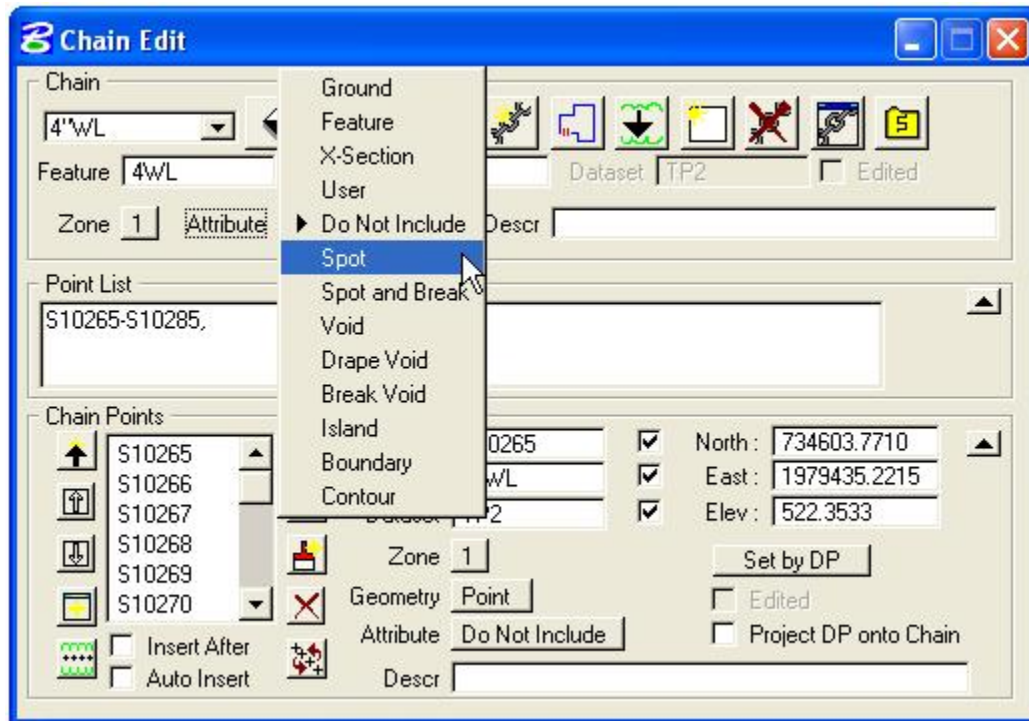 Chain Edit
Chain
4"WL
Feature 4WL
Dataset TP2
Edited
Zone 1 Attribute
Descr
Ground
Feature
X-Section
User
Do Not Include
Spot
Spot and Break
Void
Drape Void
Break Void
Island
Boundary
Contour
Point List
S10265-S10285,
Chain Points
S10265
S10266
S10267
S10268
S10269
S10270
Insert After
Auto Insert
0265
WL
Zone 1
Geometry Point
Attribute Do Not Include
Descr
North : 734603.7710
East : 1979435.2215
Elev : 522.3533
Set by DP
Edited
Project DP onto Chain